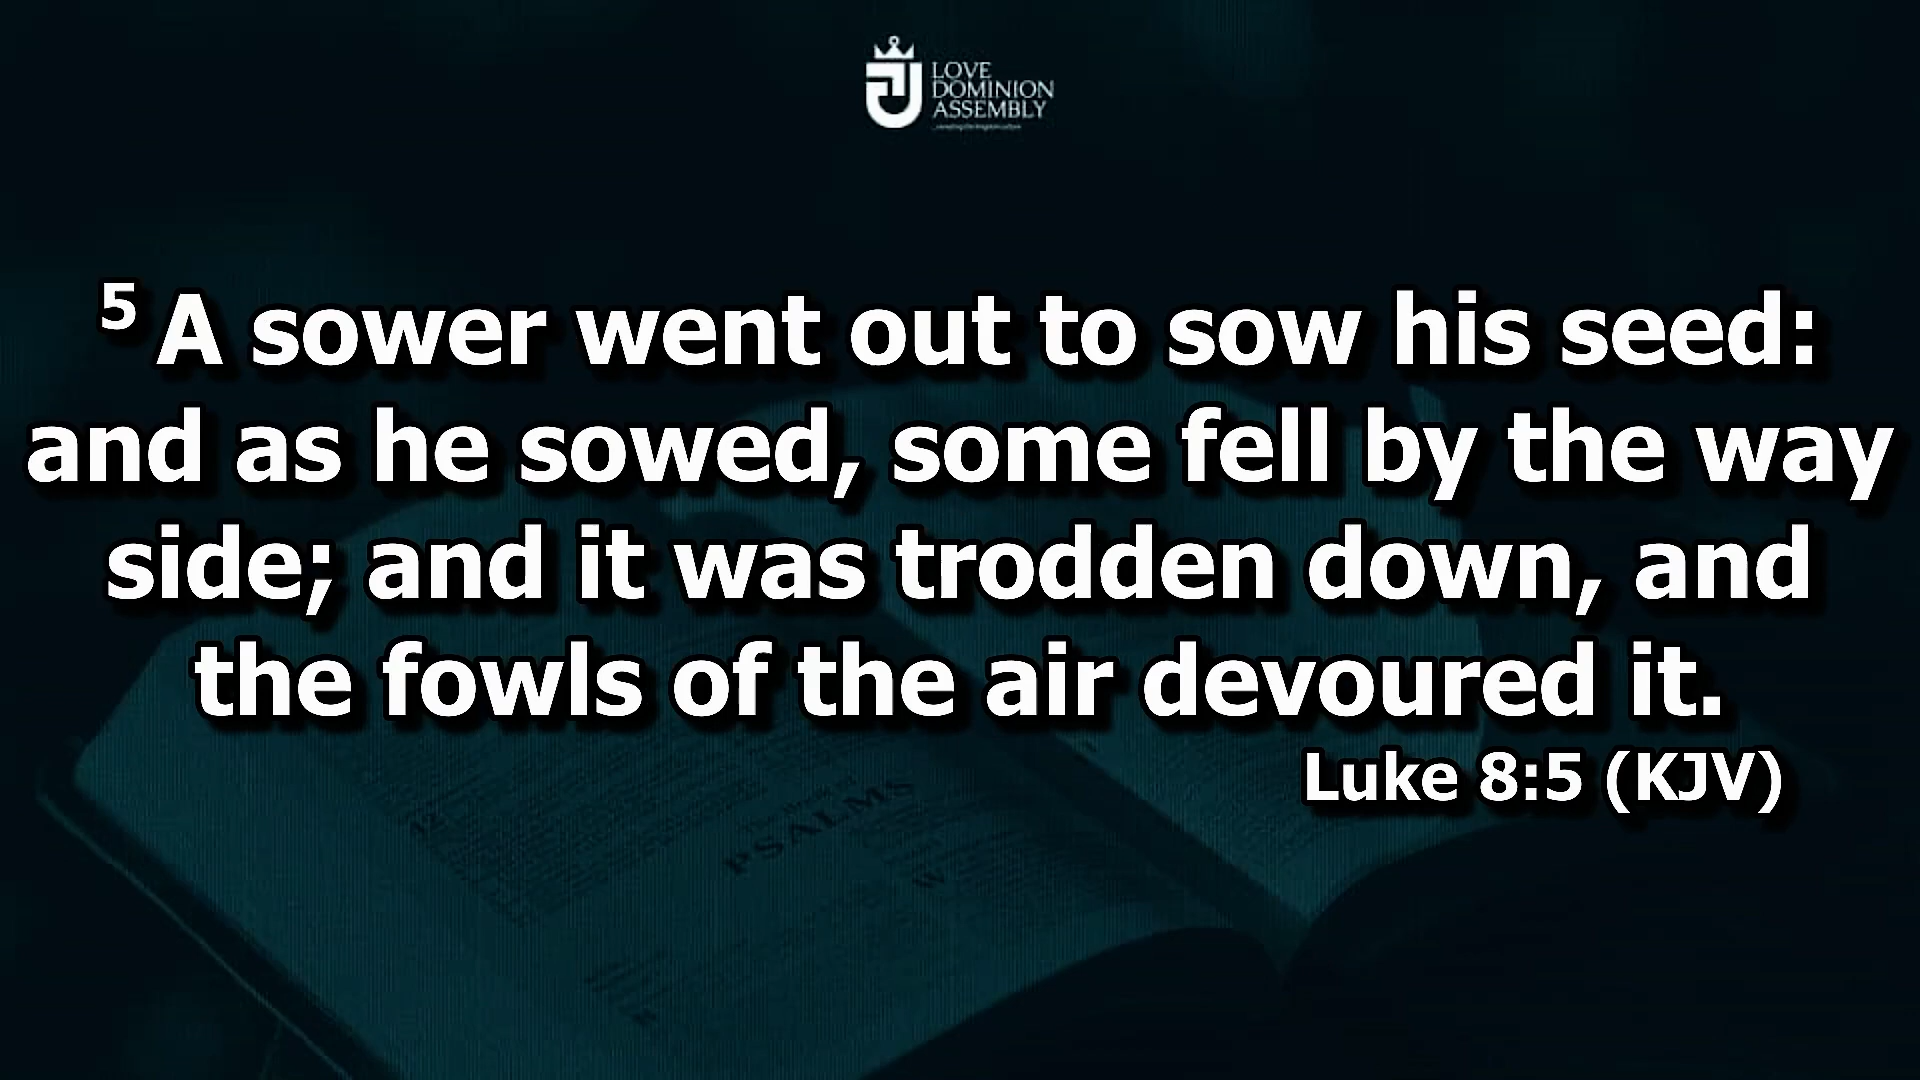 LOVE
DOMINION
ASSEMBLY
5 A sower went out to sow his seed:
and as he sowed, some fell by the way
side; and it was trodden down, and
the fowls of the air devoured it.
Luke 8:5 (KJV)
PSALMS